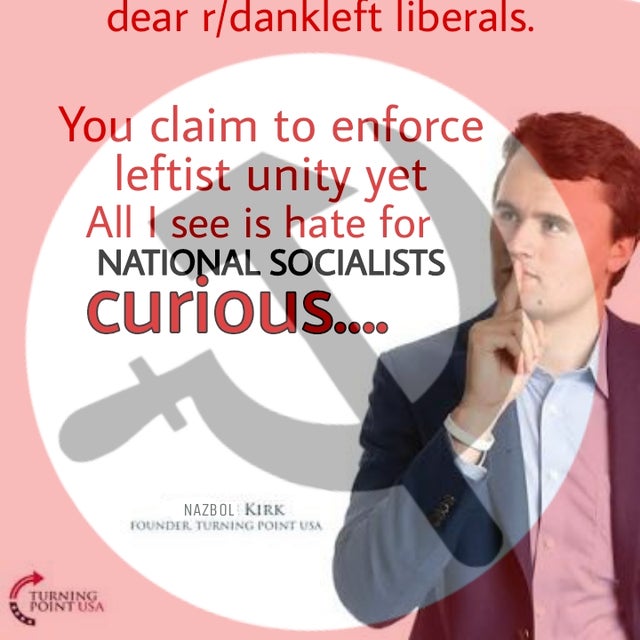 dear r/dankleft liberals.
You claim to enforce
leftist unity yet
All I see is hate for
NATIONAL SOCIALISTS
curious....
NAZBOL KIRK
FOUNDER, TURNING POINT USA
TURNING
POINT USA